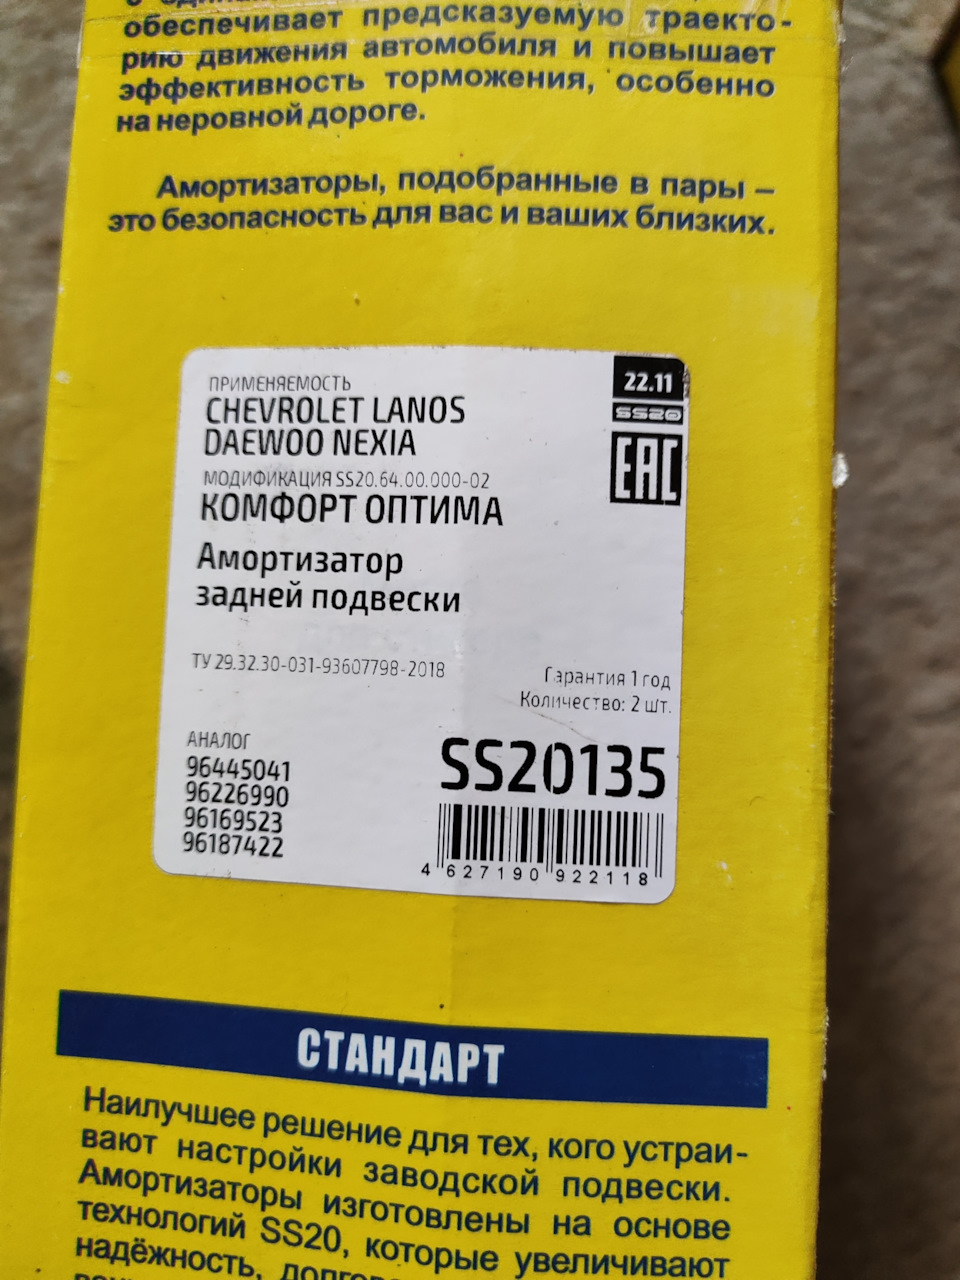 обеспечивает предсказуемую траекто-
рию движения автомобиля и повышает
эффективность торможения, особенно
на неровной дороге.
Амортизаторы, подобранные в пары –
это безопасность для вас и ваших близких.
ПРИМЕНЯЕМОСТЬ
CHEVROLET LANOS
DAEWOO NEXIA
МОДИФИКАЦИЯ SS20.64.00.000-02
КОМФОРТ ОПТИМА
22.11
SS20
EAC
Амортизатор
задней подвески
ТУ 29.32.30-031-93607798-2018
Гарантия 1 год
Количество: 2 шт.
АНАЛОГ
96445041
96226990
96169523
96187422
SS20135
4 627190 922118
СТАНДАРТ
Наилучшее решение для тех, кого устраи-
вают настройки заводской подвески.
Амортизаторы изготовлены на основе
технологий SS20, которые увеличивают
надёжность,